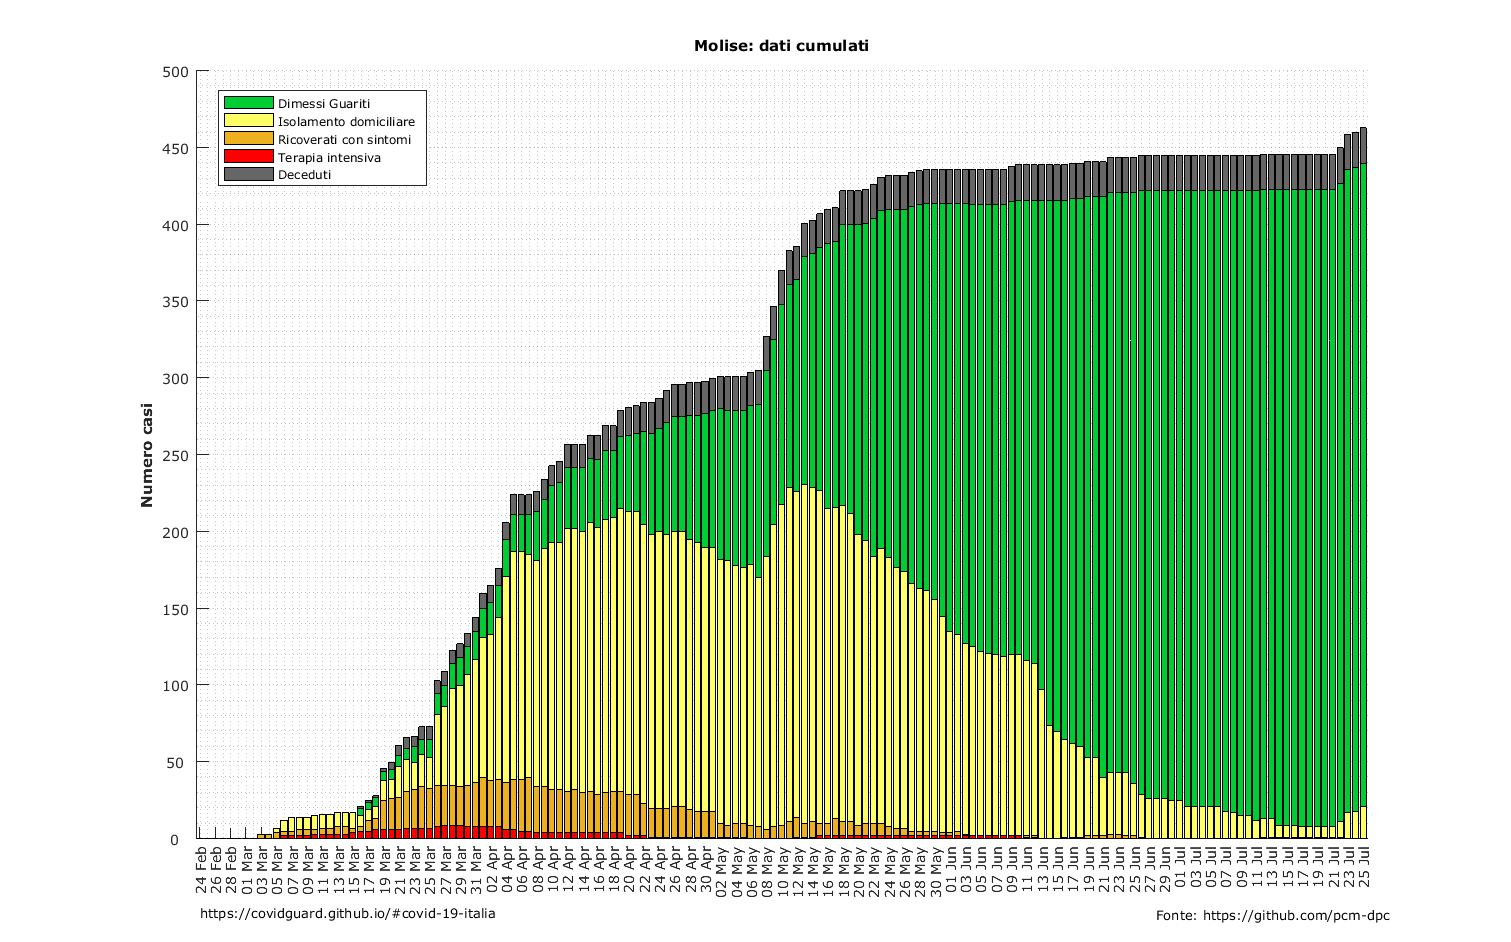 Molise: dati cumulati
500
450
400
350
300
250
200
150
100
50
0
Numero casi
Dimessi Guariti
Isolamento domiciliare
Ricoverati con sintomi
Terapia intensiva
Deceduti
24 Feb
26 Feb
28 Feb
01 Mar
03 Mar
05 Mar
07 Mar
09 Mar
11 Mar
13 Mar
15 Mar
17 Mar
19 Mar
21 Mar
23 Mar
25 Mar
27 Mar
29 Mar
31 Mar
02 Apr
04 Apr
06 Apr
08 Apr
10 Apr
12 Apr
14 Apr
16 Apr
18 Apr
20 Apr
22 Apr
24 Apr
26 Apr
28 Apr
30 Apr
02 May
04 May
06 May
08 May
10 May
12 May
14 May
16 May
18 May
20 May
22 May
24 May
26 May
28 May
30 May
01 Jun
03 Jun
05 Jun
07 Jun
09 Jun
11 Jun
13 Jun
15 Jun
17 Jun
19 Jun
21 Jun
23 Jun
25 Jun
27 Jun
29 Jun
01 Jul
03 Jul
05 Jul
07 Jul
09 Jul
11 Jul
13 Jul
15 Jul
17 Jul
19 Jul
21 Jul
23 Jul
25 Jul
https://covidguard.github.io/#covid-19-italia
Fonte: https://github.com/pcm-dpc